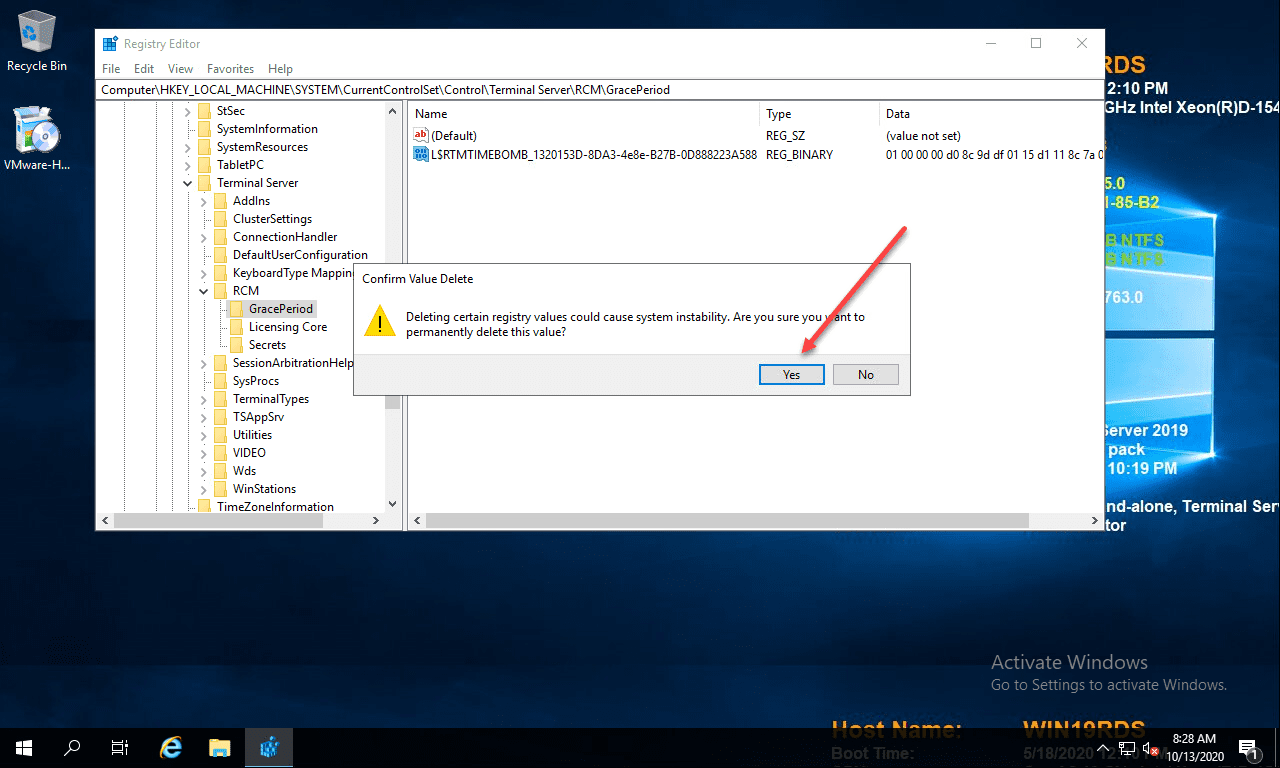 Recycle Bin
VMware-H...
Registry Editor
File Edit View Favorites Help
Computer\HKEY_LOCAL_MACHINE\SYSTEM\CurrentControlSet\Control\Terminal Server\RCM\GracePeriod
StSec
SystemInformation
SystemResources
TabletPC
Terminal Server
AddIns
ClusterSettings
ConnectionHandler
DefaultUserConfiguration
KeyboardType Mapping
RCM
GracePeriod
Licensing Core
Secrets
SessionArbitrationHelp
SysProcs
TerminalTypes
TSAppSrv
Utilities
VIDEO
Wds
WinStations
TimeZoneInformation
Name Type Data
ab (Default) REG_SZ (value not set)
L$RTMTIMEBOMB_1320153D-8DA3-4e8e-B27B-0D888223A588 REG_BINARY 01 00 00 00 d0 8c 9d df 01 15 d1 11 8c 7a 0
Confirm Value Delete
Deleting certain registry values could cause system instability. Are you sure you want to
permanently delete this value?
Yes No
RDS
2:10 PM
GHz Intel Xeon(R)D-154
5.0
1-85-B2
B NTFS
B NTFS
763.0
Server 2019
pack
10:19 PM
nd-alone, Terminal Ser
tor
Activate Windows
Go to Settings to activate Windows.
Host Name: WIN19RDS
Boot Time: 5/18/2020 12:10 PM
8:28 AM
10/13/2020
1